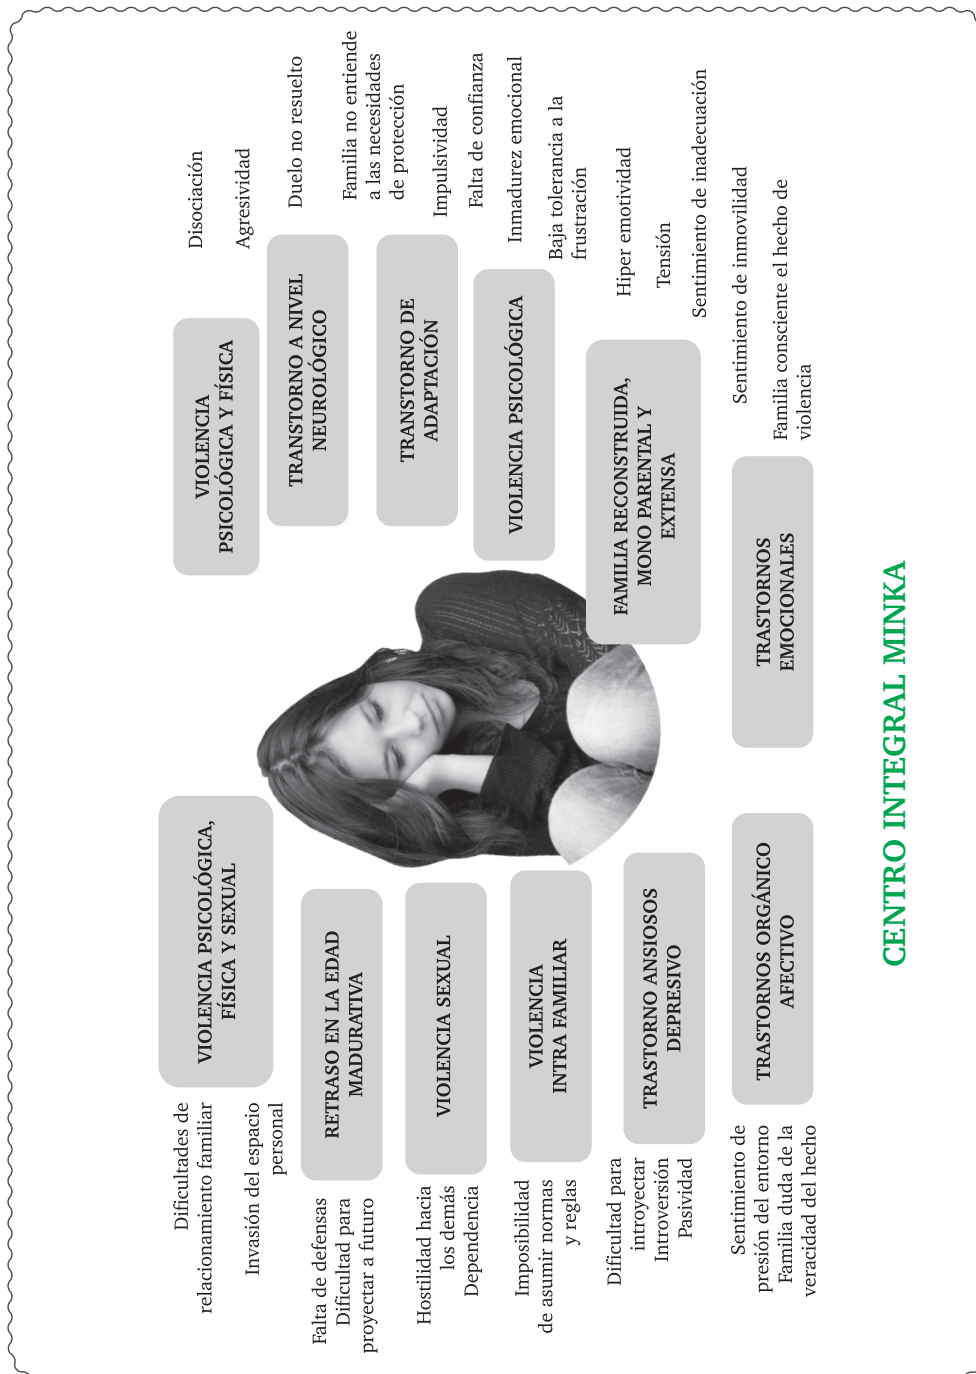 Dificultades de
relacionamiento familiar
Invasión del espacio
personal
Falta de defensas
Dificultad para
proyectar a futuro
Hostilidad hacia
los demás
Dependencia
Imposibilidad
de asumir normas
y reglas
Dificultad para
introyectar
Introversión
Pasividad
Sentimiento de
presión del entorno
Familia duda de la
veracidad del hecho
VIOLENCIA PSICOLÓGICA,
FÍSICA Y SEXUAL
RETRASO EN LA EDAD
MADURATIVA
VIOLENCIA SEXUAL
VIOLENCIA
INTRA FAMILIAR
TRASTORNO ANSIOSOS
DEPRESIVO
TRASTORNOS ORGÁNICO
AFECTIVO
VIOLENCIA
PSICOLÓGICA Y FÍSICA
TRANSTORNO A NIVEL
NEUROLÓGICO
TRANSTORNO DE
ADAPTACIÓN
VIOLENCIA PSICOLÓGICA
FAMILIA RECONSTRUIDA,
MONO PARENTAL Y
EXTENSA
TRASTORNOS
EMOCIONALES
Disociación
Agresividad
Duelo no resuelto
Familia no entiende
a las necesidades
de protección
Impulsividad
Falta de confianza
Inmadurez emocional
Baja tolerancia a la
frustración
Hiper emotividad
Tensión
Sentimiento de inadecuación
Sentimiento de inmovilidad
Familia consciente el hecho de
violencia
CENTRO INTEGRAL MINKA